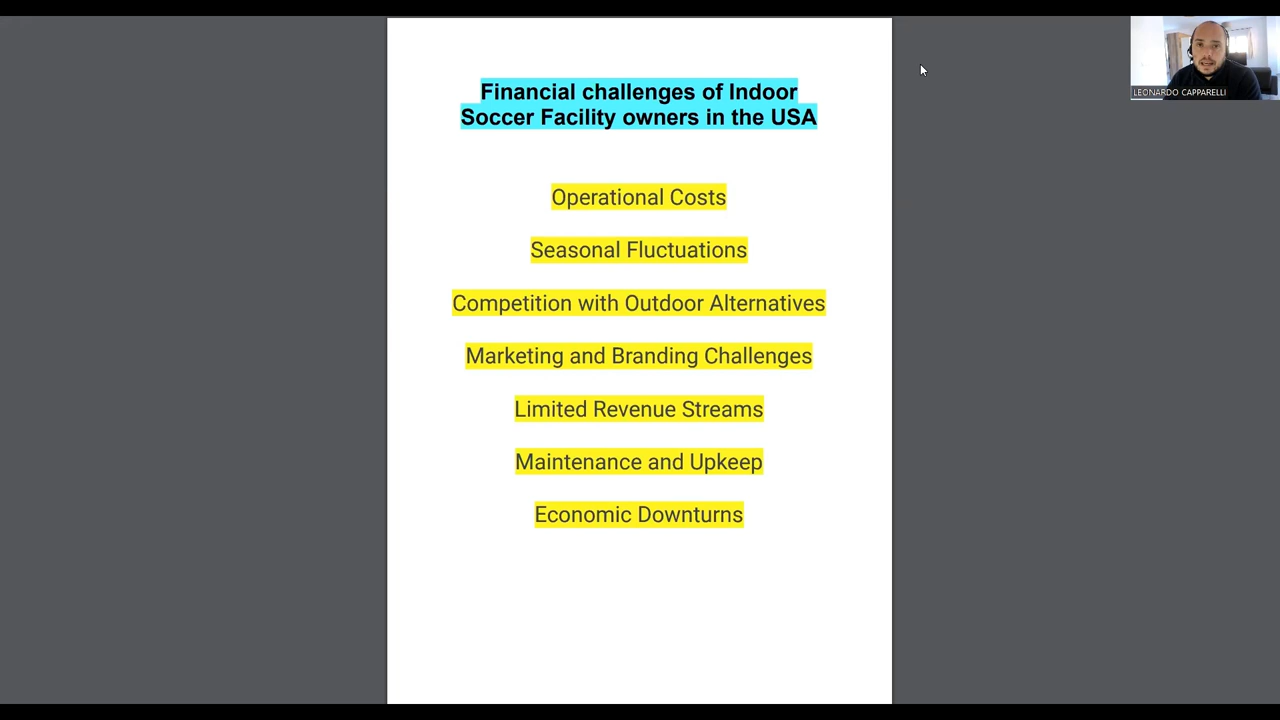 Financial challenges of Indoor
Soccer Facility owners in the USA
Operational Costs
Seasonal Fluctuations
Competition with Outdoor Alternatives
Marketing and Branding Challenges
Limited Revenue Streams
Maintenance and Upkeep
Economic Downturns
LEONARDO CAPPARELLI